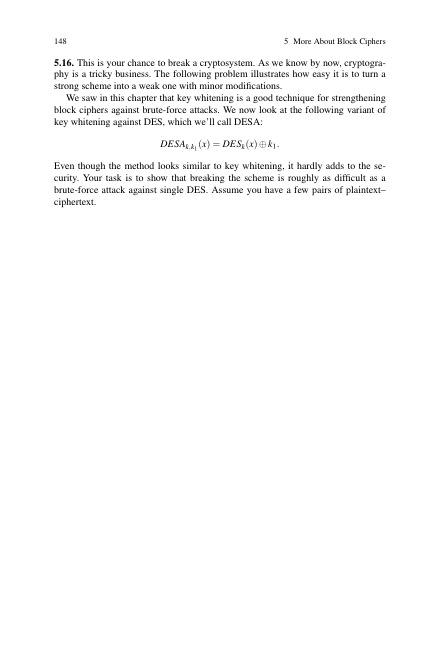 148 5 More About Block Ciphers
5.16. This is your chance to break a cryptosystem. As we know by now, cryptogra-
phy is a tricky business. The following problem illustrates how easy it is to turn a
strong scheme into a weak one with minor modifications.
We saw in this chapter that key whitening is a good technique for strengthening
block ciphers against brute-force attacks. We now look at the following variant of
key whitening against DES, which we'll call DESA:
DESA_{k,k_1}(x) = DES_k(x) ⊕ k_1.
Even though the method looks similar to key whitening, it hardly adds to the se-
curity. Your task is to show that breaking the scheme is roughly as difficult as a
brute-force attack against single DES. Assume you have a few pairs of plaintext–
ciphertext.